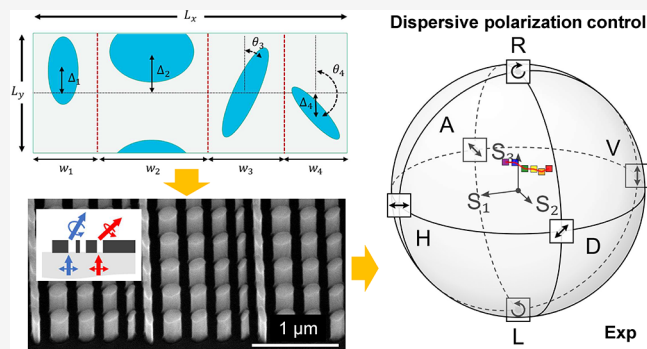 L_x
L_y
Δ_1
Δ_2
θ_3
θ_4
Δ_4
w_1
w_2
w_3
w_4
1 μm
Dispersive polarization control
R
A
V
S_3
S_1
S_2
H
D
L
Exp